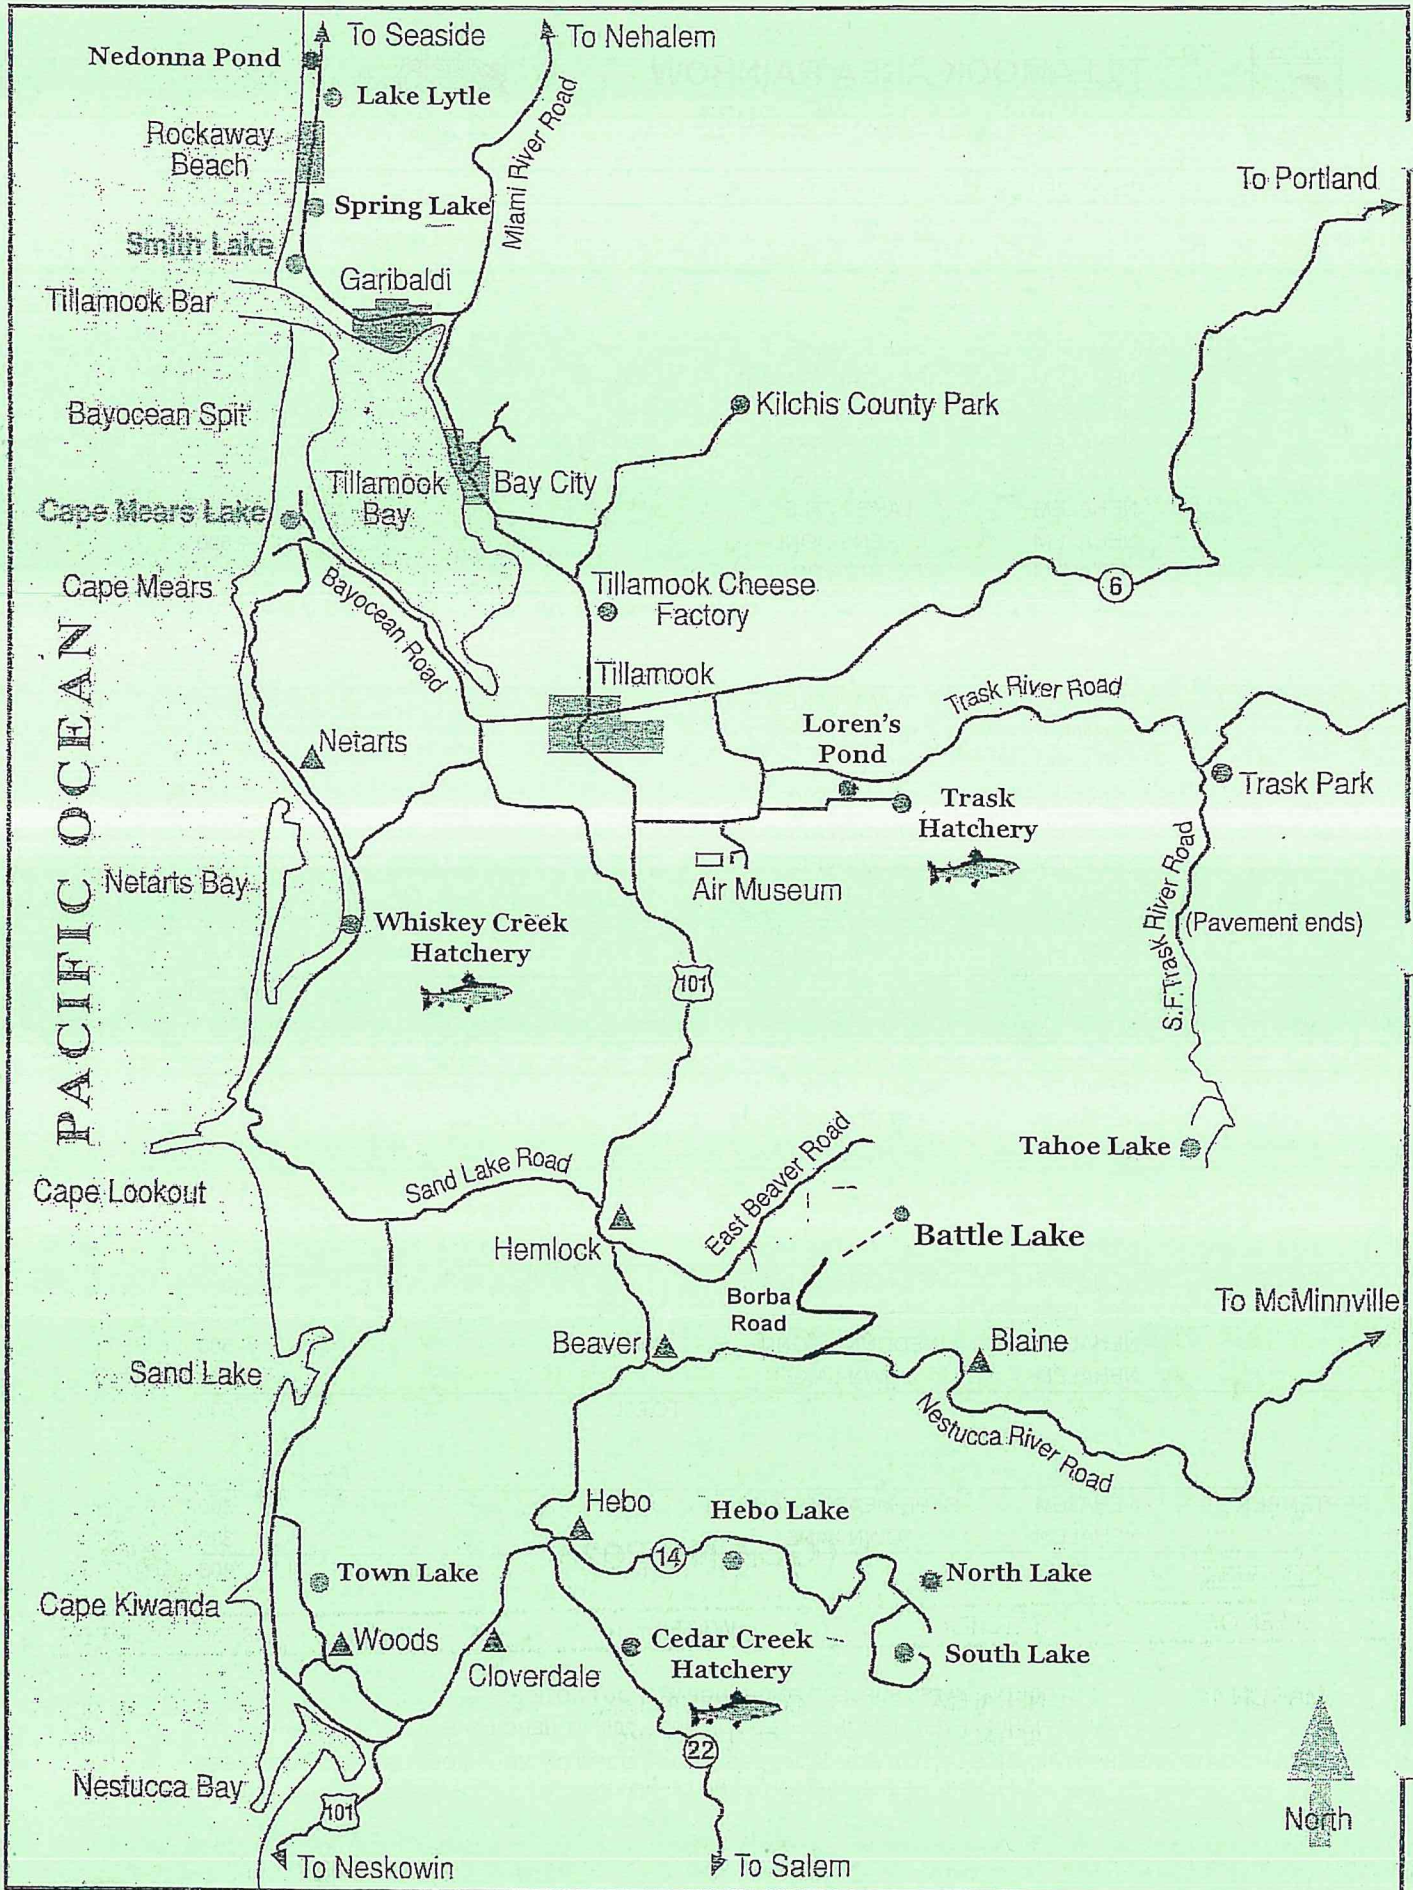 To Seaside
To Nehalem
Nedonna Pond
Lake Lytle
Rockaway
Beach
Miami River Road
To Portland
Spring Lake
Smith Lake
Garibaldi
Tillamook Bar
Kilchis County Park
Bayocean Spit
Tillamook
Bay
Bay City
Cape Mears Lake
Cape Mears
Bayocean Road
Tillamook Cheese
Factory
6
PACIFIC OCEAN
Tillamook
Trask River Road
Loren's
Pond
Netarts
Trask Park
Trask
Hatchery
Air Museum
Netarts Bay
S.F.Trask River Road
(Pavement ends)
Whiskey Creek
Hatchery
101
Tahoe Lake
Cape Lookout
Sand Lake Road
East Beaver Road
Battle Lake
Hemlock
Borba
Road
To McMinnville
Beaver
Blaine
Sand Lake
Nestucca River Road
Hebo
Hebo Lake
14
Town Lake
North Lake
Cape Kiwanda
Woods
Cloverdale
Cedar Creek
Hatchery
South Lake
22
Nestucca Bay
101
North
To Neskowin
To Salem